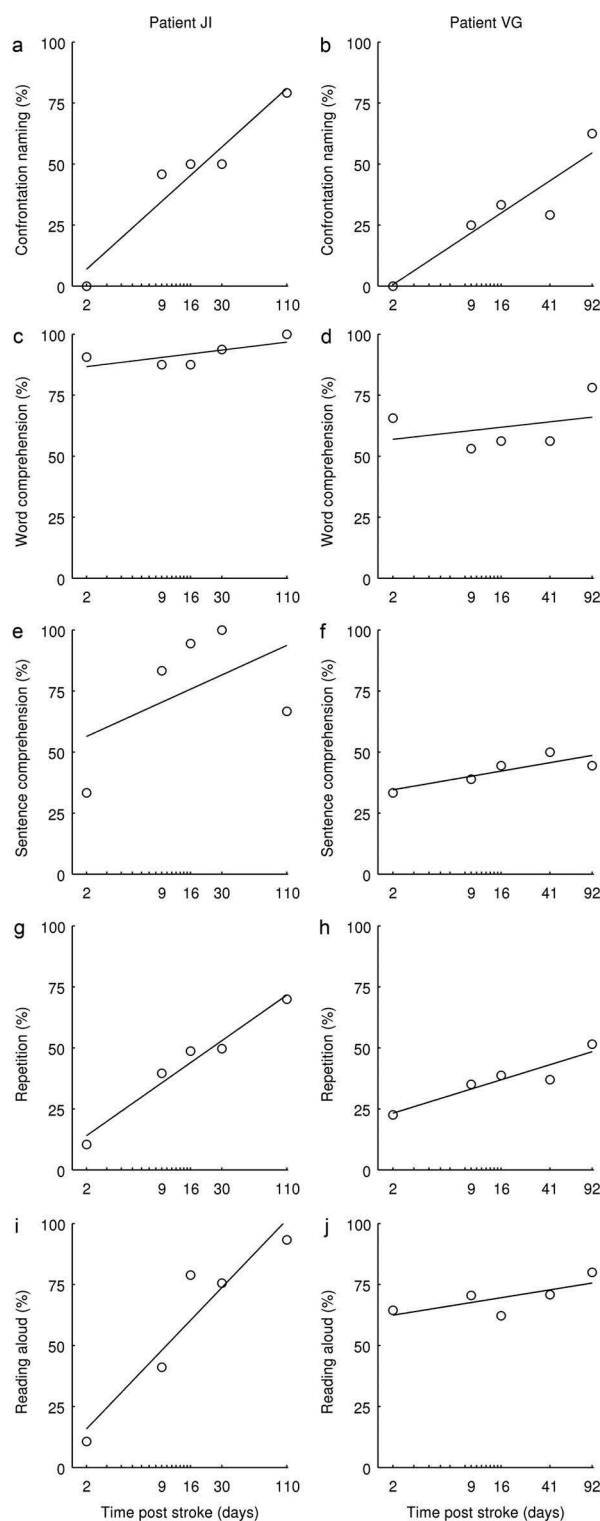 Patient JI Patient VG
a b
100 100
75 75
50 50
25 25
0 0
Confrontation naming (%) Confrontation naming (%)
2 9 16 30 110 2 9 16 41 92
c d
100 100
75 75
50 50
25 25
0 0
Word comprehension (%) Word comprehension (%)
2 9 16 30 110 2 9 16 41 92
e f
100 100
75 75
50 50
25 25
0 0
Sentence comprehension (%) Sentence comprehension (%)
2 9 16 30 110 2 9 16 41 92
g h
100 100
75 75
50 50
25 25
0 0
Repetition (%) Repetition (%)
2 9 16 30 110 2 9 16 41 92
i j
100 100
75 75
50 50
25 25
0 0
Reading aloud (%) Reading aloud (%)
2 9 16 30 110 2 9 16 41 92
Time post stroke (days) Time post stroke (days)